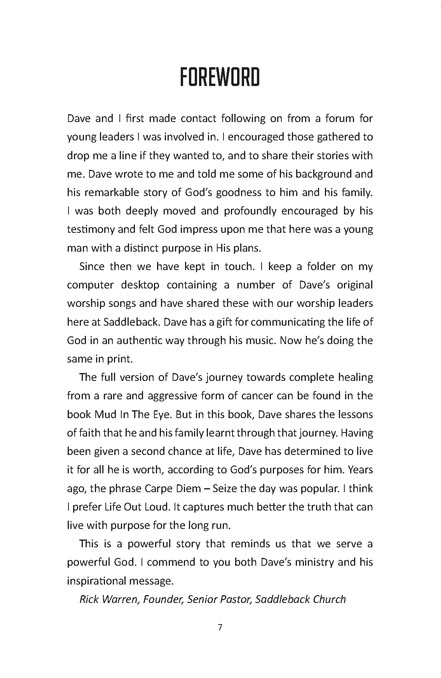 FOREWORD
Dave and I first made contact following on from a forum for
young leaders I was involved in. I encouraged those gathered to
drop me a line if they wanted to, and to share their stories with
me. Dave wrote to me and told me some of his background and
his remarkable story of God's goodness to him and his family.
I was both deeply moved and profoundly encouraged by his
testimony and felt God impress upon me that here was a young
man with a distinct purpose in His plans.
Since then we have kept in touch. I keep a folder on my
computer desktop containing a number of Dave's original
worship songs and have shared these with our worship leaders
here at Saddleback. Dave has a gift for communicating the life of
God in an authentic way through his music. Now he's doing the
same in print.
The full version of Dave's journey towards complete healing
from a rare and aggressive form of cancer can be found in the
book Mud In The Eye. But in this book, Dave shares the lessons
of faith that he and his family learnt through that journey. Having
been given a second chance at life, Dave has determined to live
it for all he is worth, according to God's purposes for him. Years
ago, the phrase Carpe Diem – Seize the day was popular. I think
I prefer Life Out Loud. It captures much better the truth that can
live with purpose for the long run.
This is a powerful story that reminds us that we serve a
powerful God. I commend to you both Dave's ministry and his
inspirational message.
Rick Warren, Founder, Senior Pastor, Saddleback Church
7